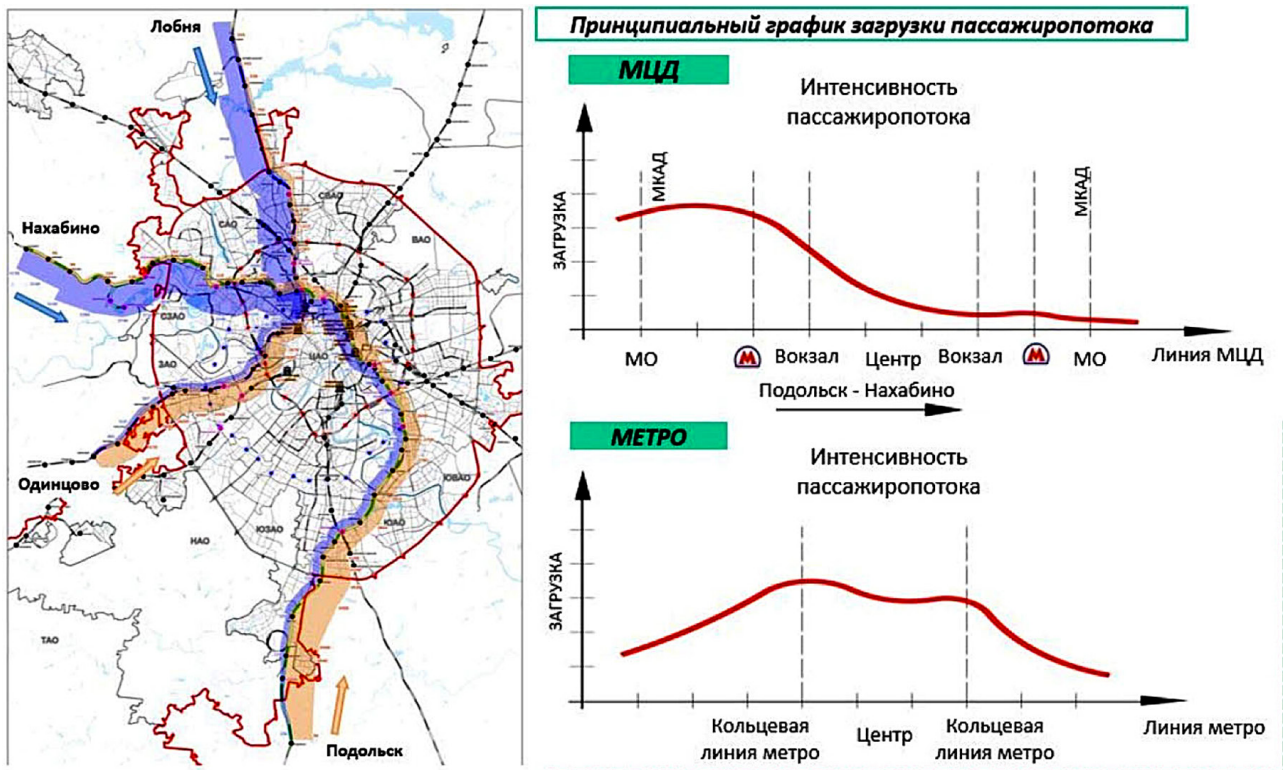 Лобня
Нахабино
Одинцово
Подольск
САО
СВАО
ВАО
СЗАО
ЗАО
ЦАО
ЮВАО
ЮАО
ЮЗАО
НАО
ТАО
Принципиальный график загрузки пассажиропотока
МЦД
Интенсивность
пассажиропотока
ЗАГРУЗКА
МКАД
МКАД
МО
М
Вокзал
Центр
Вокзал
М
МО
Линия МЦД
Подольск - Нахабино
МЕТРО
Интенсивность
пассажиропотока
ЗАГРУЗКА
Кольцевая
линия метро
Центр
Кольцевая
линия метро
Линия метро